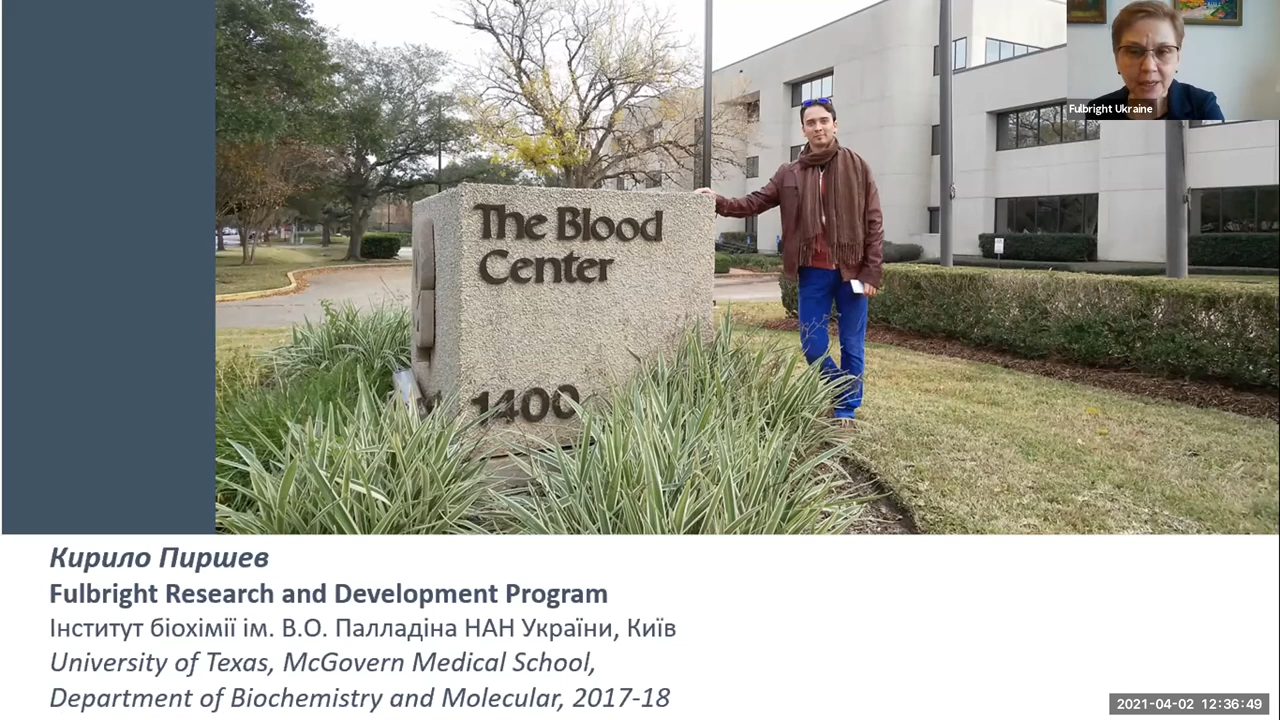 Fulbright Ukraine
The Blood
Center
1400
Кирило Пиршев
Fulbright Research and Development Program
Інститут біохімії ім. В.О. Палладіна НАН України, Київ
University of Texas, McGovern Medical School,
Department of Biochemistry and Molecular, 2017-18
2021-04-02 12:36:49